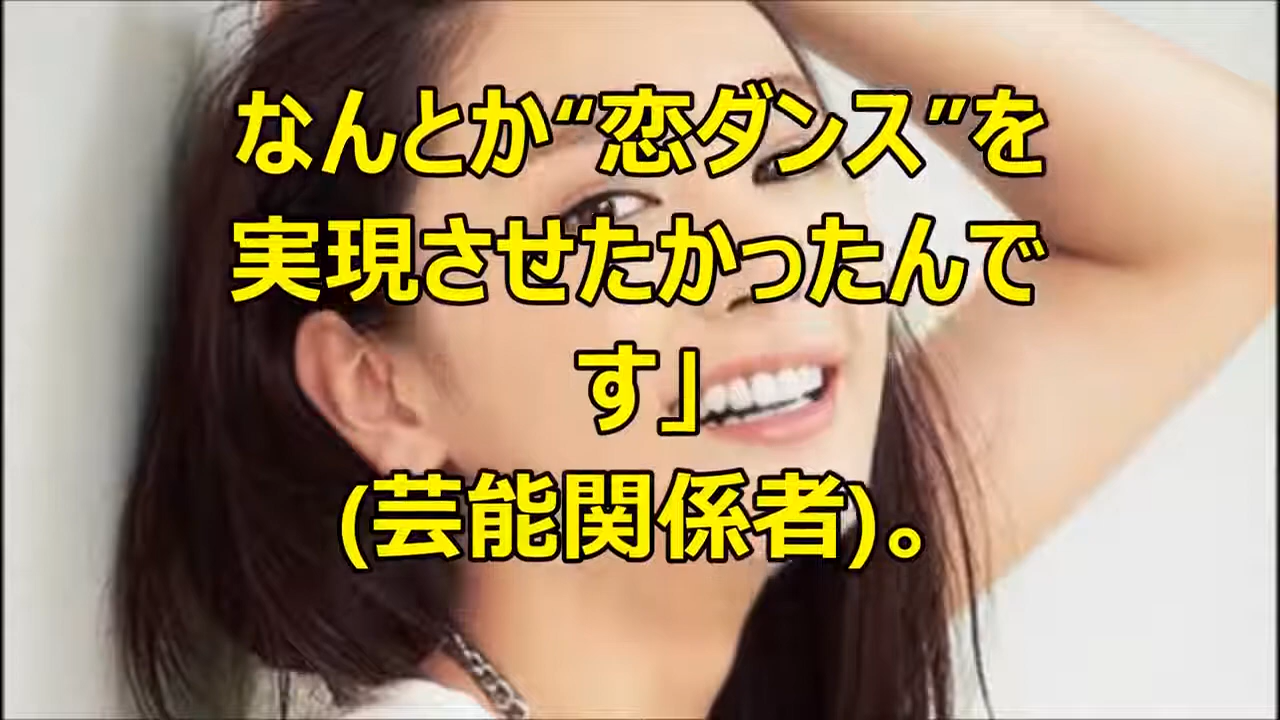 なんとか“恋ダンス”を
実現させたかったんで
す」
(芸能関係者)。